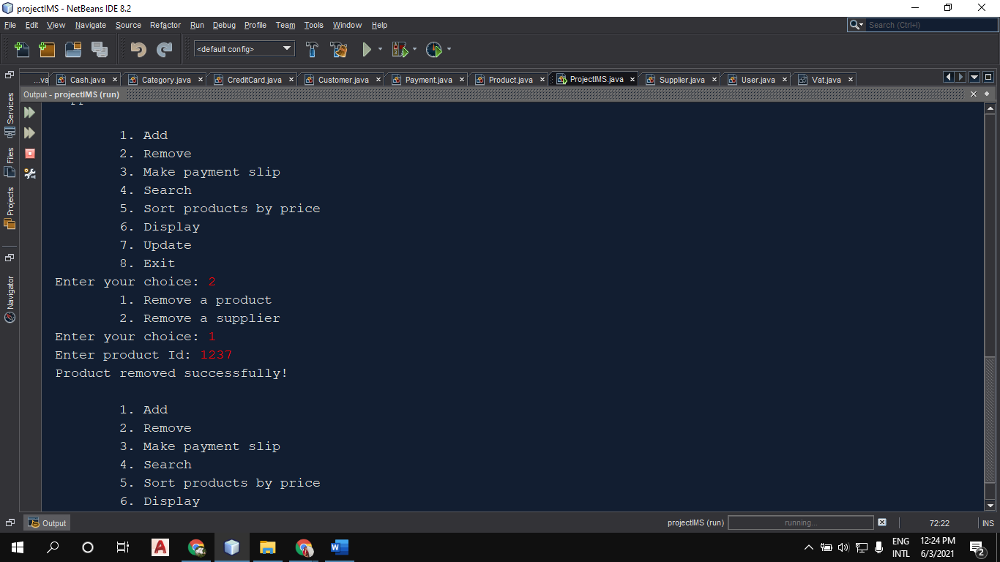 projectIMS - NetBeans IDE 8.2
File Edit View Navigate Source Refactor Run Debug Profile Team Tools Window Help
Search (Ctrl+I)
<default config>
...va Cash.java Category.java CreditCard.java Customer.java Payment.java Product.java ProjectIMS.java Supplier.java User.java Vat.java
Output - projectIMS (run)
Services
Files
Projects
Navigator
1. Add
2. Remove
3. Make payment slip
4. Search
5. Sort products by price
6. Display
7. Update
8. Exit
Enter your choice: 2
1. Remove a product
2. Remove a supplier
Enter your choice: 1
Enter product Id: 1237
Product removed successfully!
1. Add
2. Remove
3. Make payment slip
4. Search
5. Sort products by price
6. Display
Output
projectIMS (run)
running...
72:22
INS
ENG
INTL
12:24 PM
6/3/2021
2